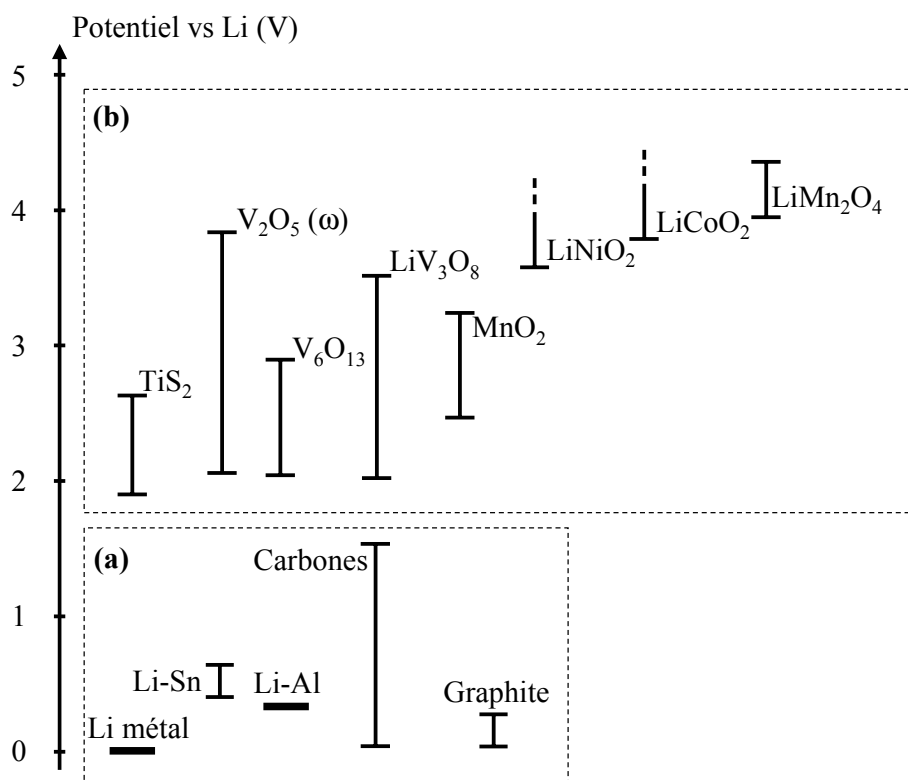 Potentiel vs Li (V)
5
(b)
V₂O₅ (ω)
4
LiMn₂O₄
LiCoO₂
LiNiO₂
LiV₃O₈
MnO₂
3
V₆O₁₃
TiS₂
2
(a)
Carbones
1
Li-Sn
Li-Al
Graphite
Li métal
0